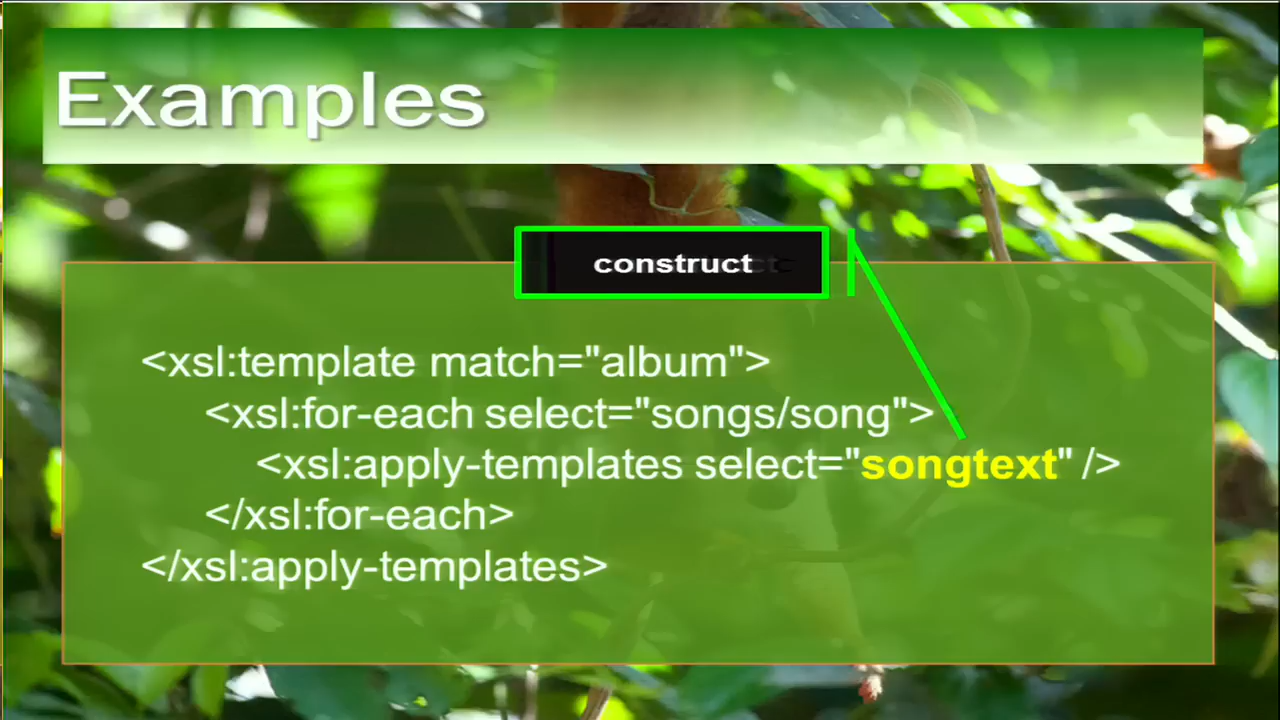 Examples
construct
<xsl:template match="album">
<xsl:for-each select="songs/song">
<xsl:apply-templates select="songtext" />
</xsl:for-each>
</xsl:apply-templates>